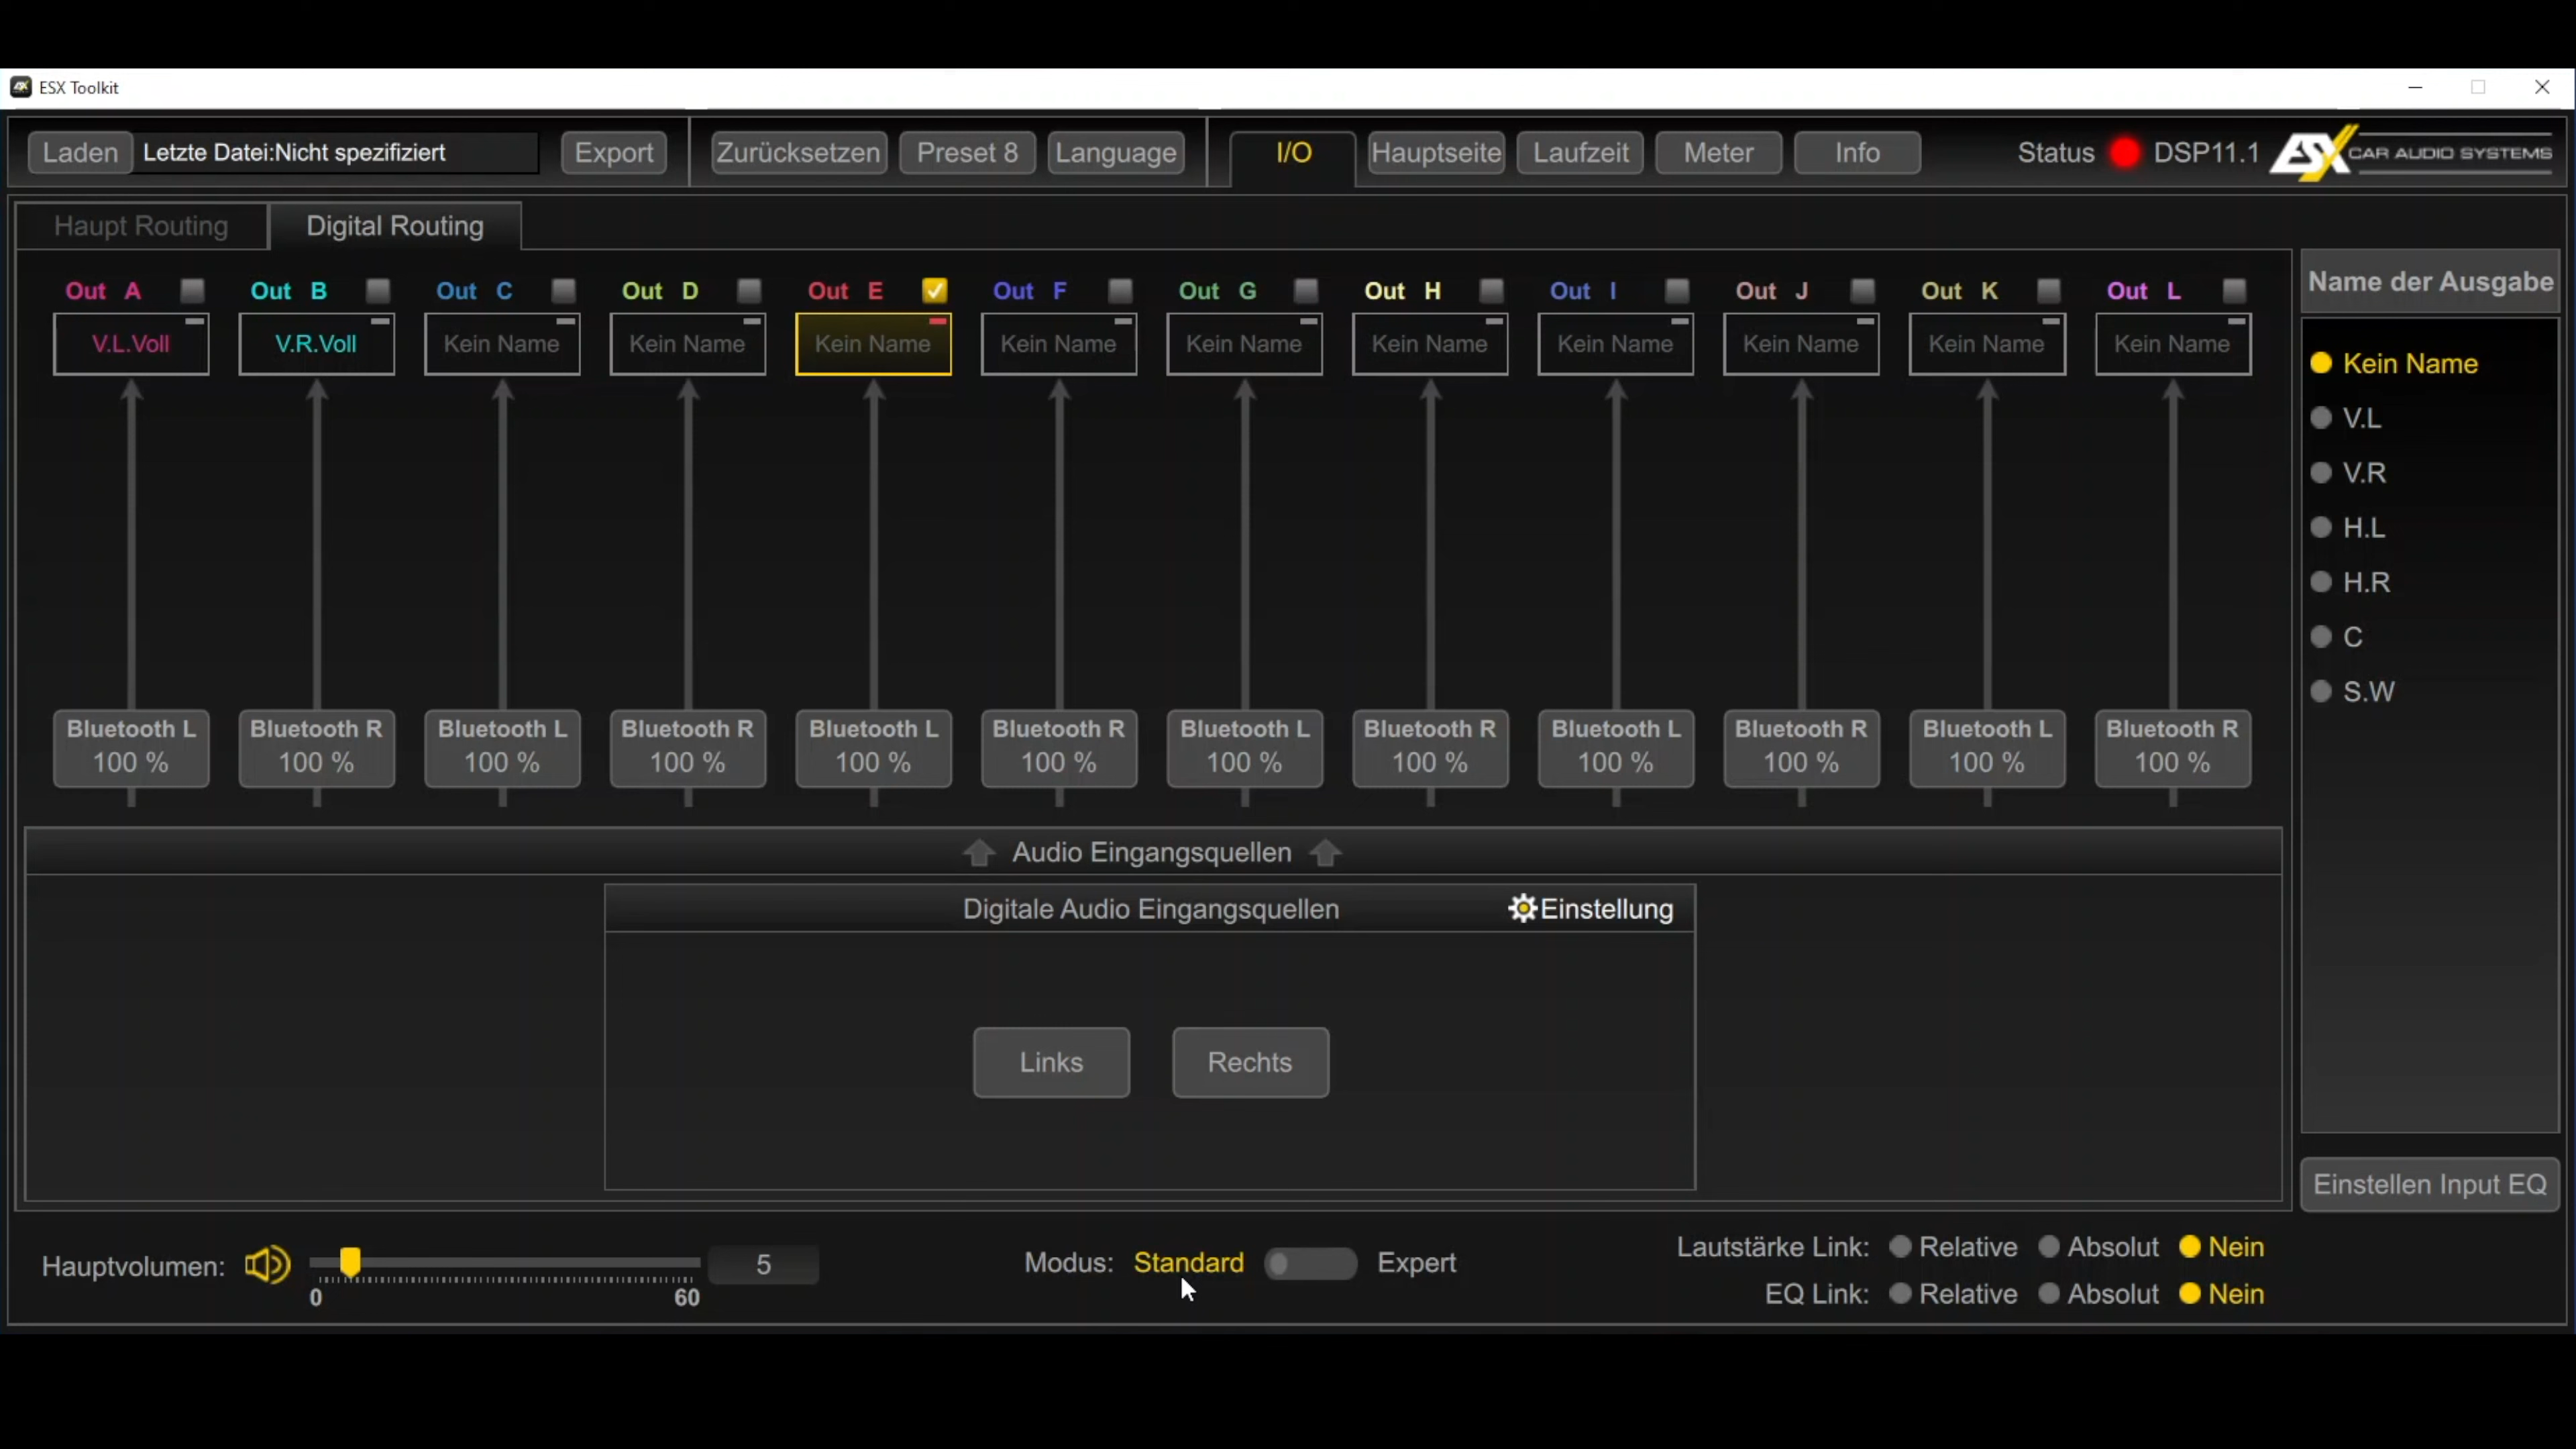 ESX Toolkit
Laden Letzte Datei:Nicht spezifiziert Export Zurücksetzen Preset 8 Language I/O Hauptseite Laufzeit Meter Info Status DSP11.1 ESX CAR AUDIO SYSTEMS
Haupt Routing Digital Routing
Out A Out B Out C Out D Out E Out F Out G Out H Out I Out J Out K Out L
V.L.Voll V.R.Voll Kein Name Kein Name Kein Name Kein Name Kein Name Kein Name Kein Name Kein Name Kein Name Kein Name
Bluetooth L Bluetooth R Bluetooth L Bluetooth R Bluetooth L Bluetooth R Bluetooth L Bluetooth R Bluetooth L Bluetooth R Bluetooth L Bluetooth R
100 % 100 % 100 % 100 % 100 % 100 % 100 % 100 % 100 % 100 % 100 % 100 %
Audio Eingangsquellen
Digitale Audio Eingangsquellen Einstellung
Links Rechts
Name der Ausgabe
Kein Name
V.L
V.R
H.L
H.R
C
S.W
Einstellen Input EQ
Hauptvolumen: 5
0 60
Modus: Standard Expert
Lautstärke Link: Relative Absolut Nein
EQ Link: Relative Absolut Nein